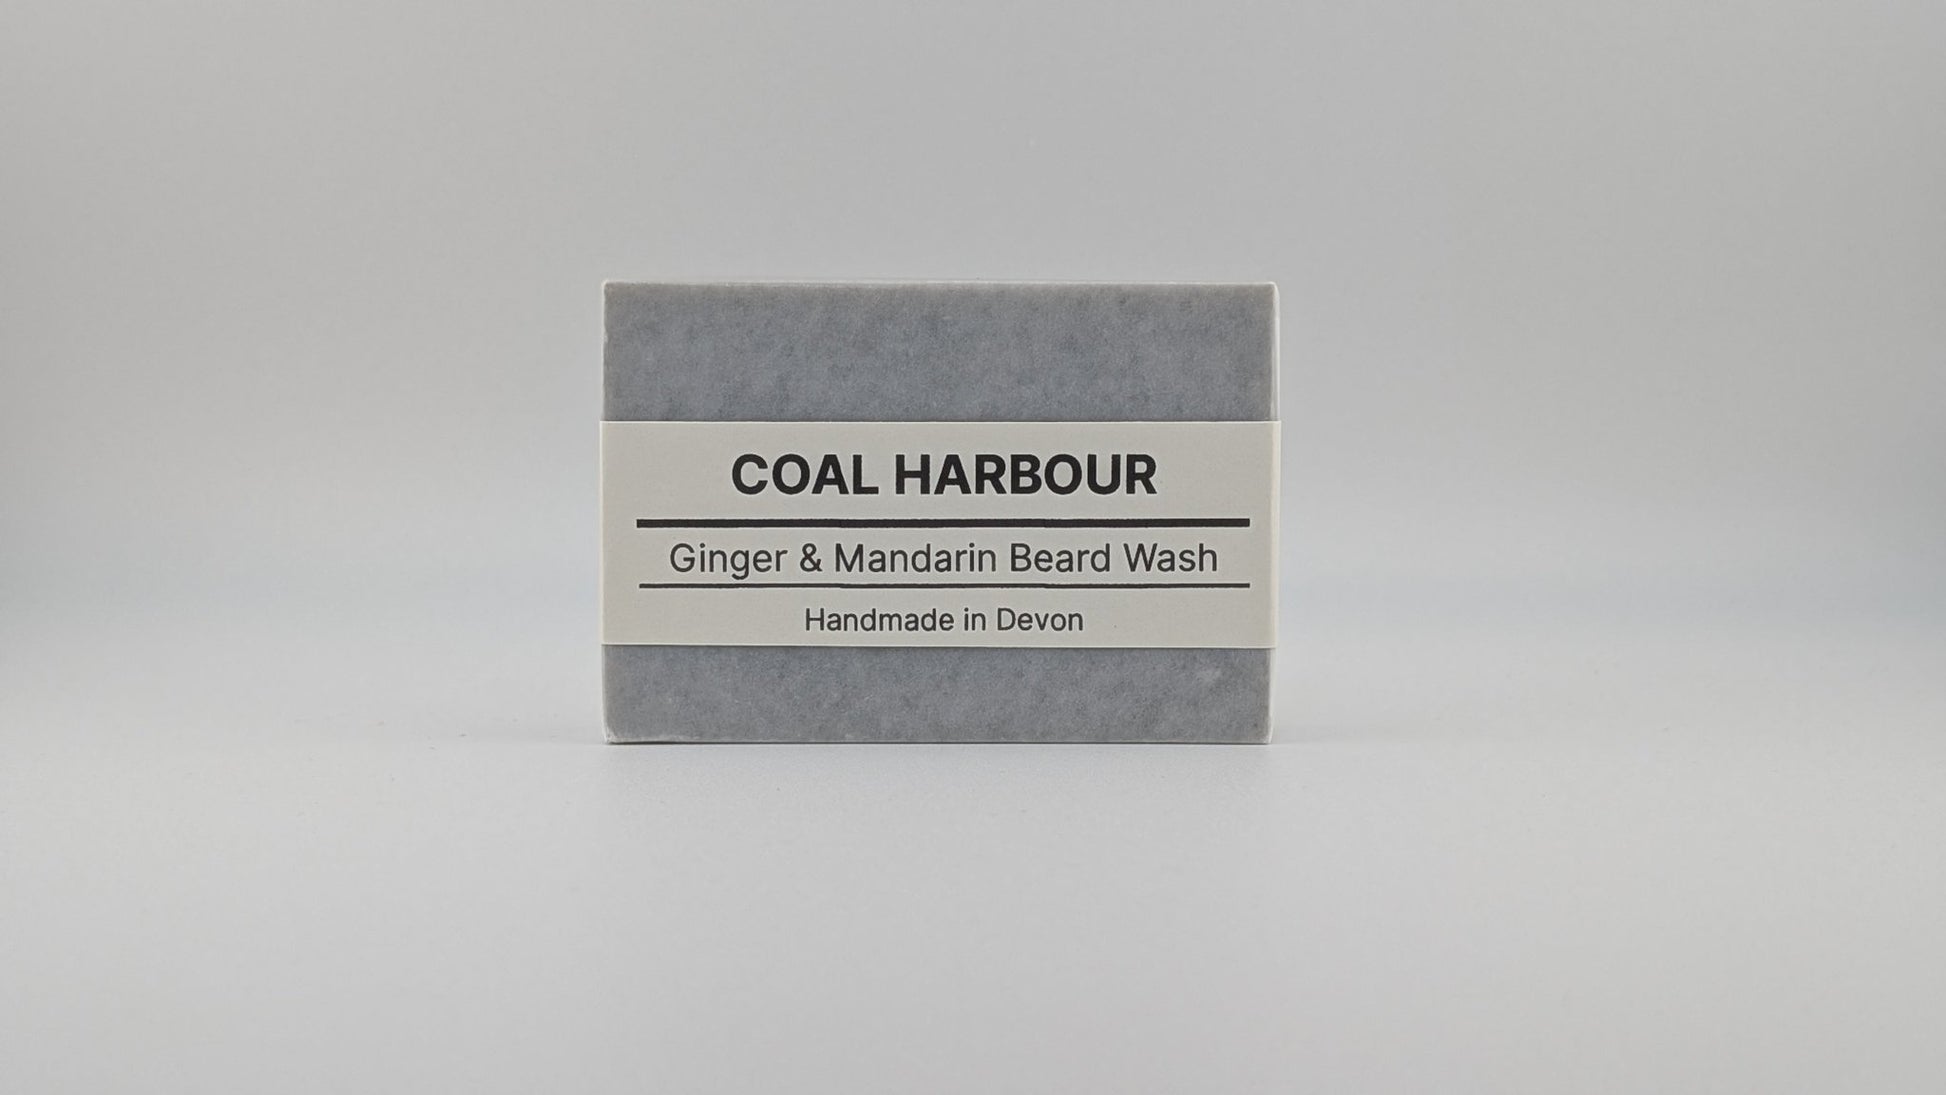 COAL HARBOUR
Ginger & Mandarin Beard Wash
Handmade in Devon